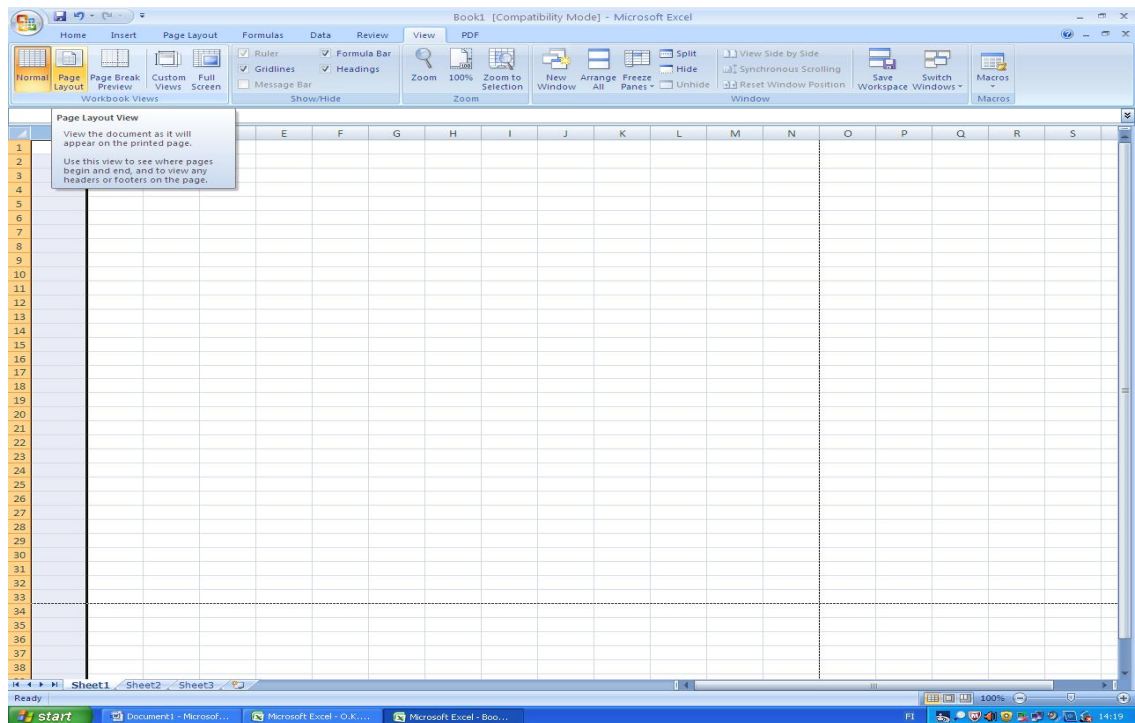 Book1 [Compatibility Mode] - Microsoft Excel
Home Insert Page Layout Formulas Data Review View PDF
Normal Page Layout Page Break Preview Custom Views Full Screen
Workbook Views
Ruler Formula Bar
Gridlines Headings
Message Bar
Show/Hide
Zoom 100% Zoom to Selection
Zoom
New Window Arrange All Freeze Panes
Split
Hide
Unhide
View Side by Side
Synchronous Scrolling
Reset Window Position
Save Workspace Switch Windows
Window
Macros
Macros
Page Layout View
View the document as it will
appear on the printed page.
Use this view to see where pages
begin and end, and to view any
headers or footers on the page.
E F G H I J K L M N O P Q R S
1
2
3
4
5
6
7
8
9
10
11
12
13
14
15
16
17
18
19
20
21
22
23
24
25
26
27
28
29
30
31
32
33
34
35
36
37
38
Sheet1 Sheet2 Sheet3
Ready 100%
start Document1 - Microsof... Microsoft Excel - O.K.... Microsoft Excel - Boo... FI 14:19